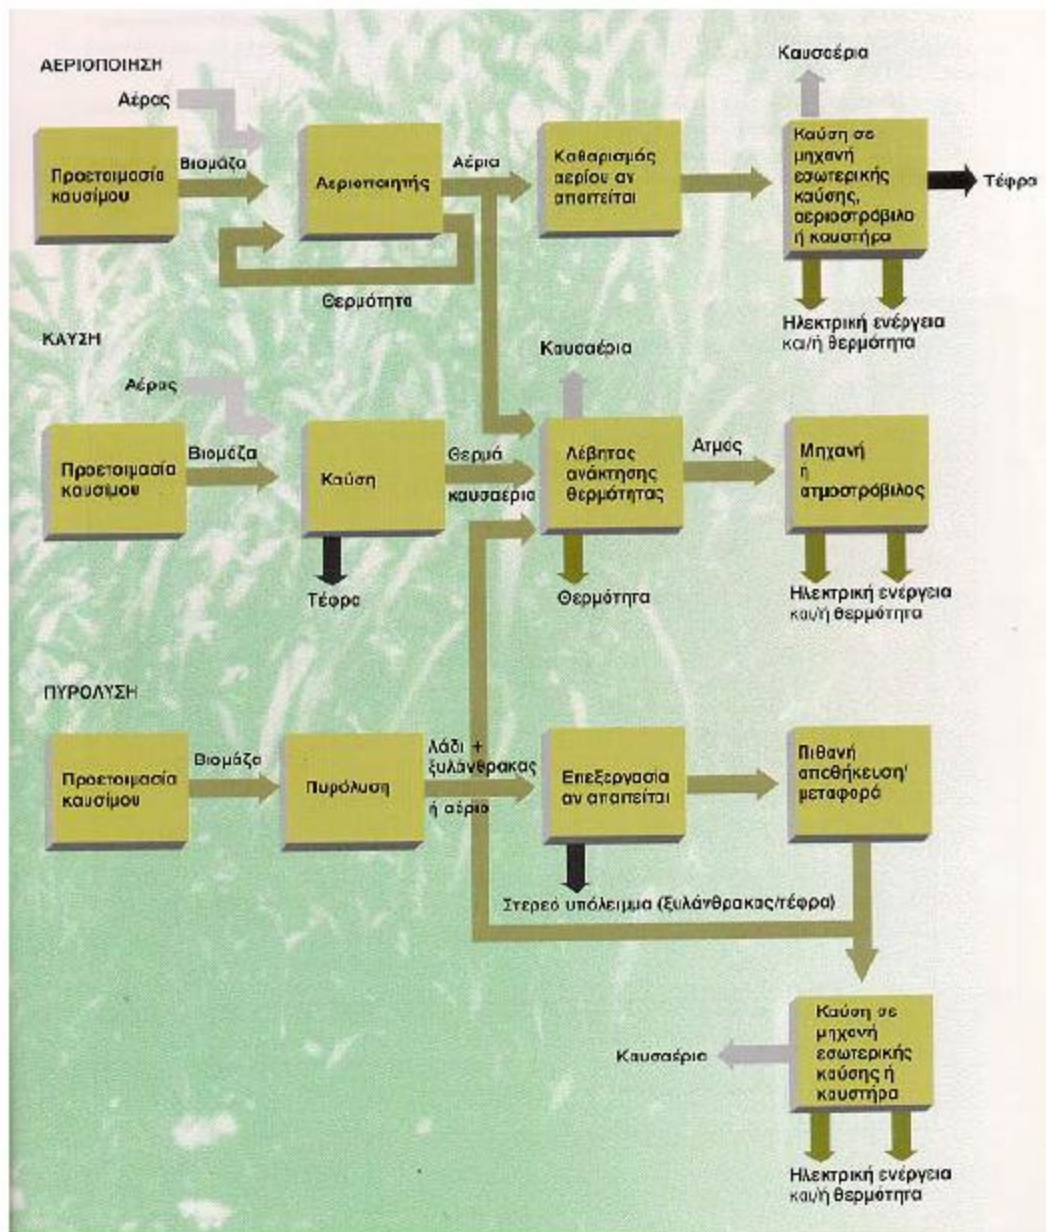 ΑΕΡΙΟΠΟΙΗΣΗ
Αέρας
Προετοιμασία
καυσίμου
Βιομάζα
Αεριοποιητής
Αέρια
Καθαρισμός
αερίου αν
απαιτείται
Καυσαέρια
Καύση σε
μηχανή
εσωτερικής
καύσης,
αεριοστρόβιλο
ή καυστήρα
Τέφρα
Θερμότητα
Ηλεκτρική ενέργεια
και/ή θερμότητα
ΚΑΥΣΗ
Αέρας
Προετοιμασία
καυσίμου
Βιομάζα
Καύση
Θερμά
καυσαέρια
Καυσαέρια
Λέβητας
ανάκτησης
θερμότητας
Ατμός
Μηχανή
ή
ατμοστρόβιλος
Τέφρα
Θερμότητα
Ηλεκτρική ενέργεια
και/ή θερμότητα
ΠΥΡΟΛΥΣΗ
Προετοιμασία
καυσίμου
Βιομάζα
Πυρόλυση
λάδι +
ξυλάνθρακας
ή αέριο
Επεξεργασία
αν απαιτείται
Πιθανή
αποθήκευση/
μεταφορά
Στερεό υπόλειμμα (ξυλάνθρακας/τέφρα)
Καυσαέρια
Καύση σε
μηχανή
εσωτερικής
καύσης ή
καυστήρα
Ηλεκτρική ενέργεια
και/ή θερμότητα